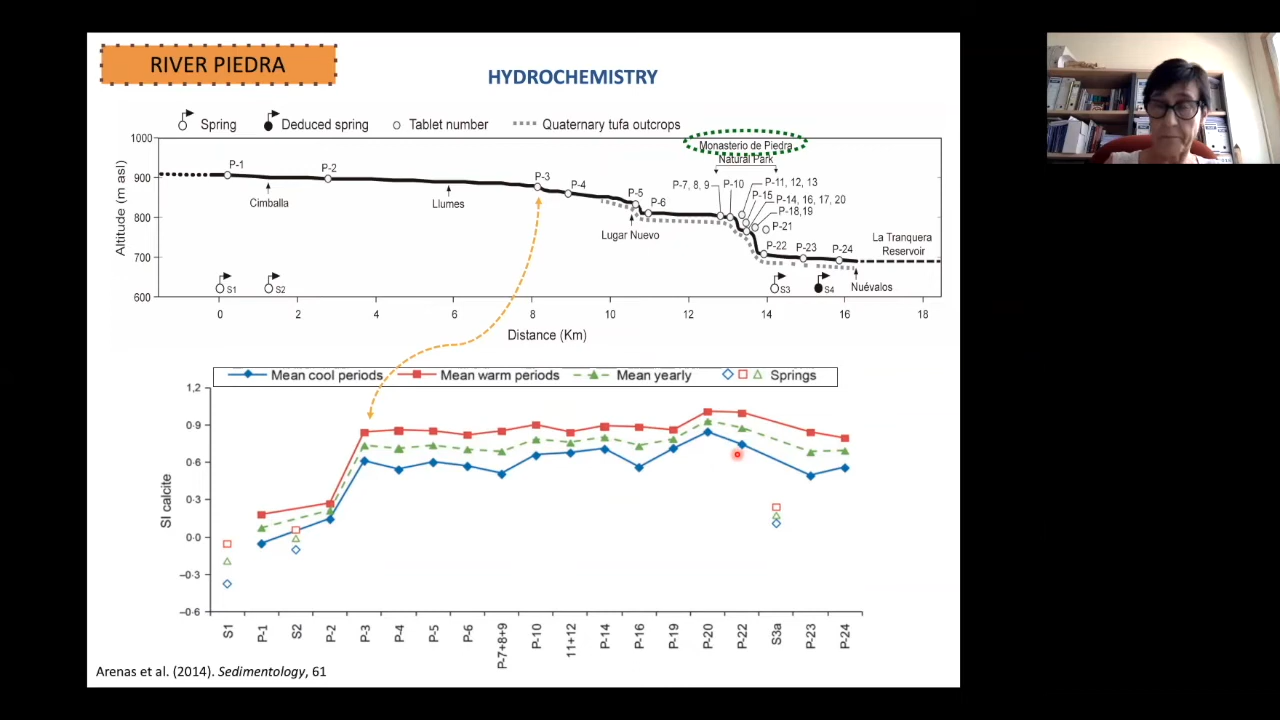 RIVER PIEDRA
HYDROCHEMISTRY
Spring Deduced spring Tablet number Quaternary tufa outcrops
1000
900
800
700
600
Altitude (m asl)
P-1
P-2
P-3
P-4
P-5
P-6
P-7, 8, 9
P-10
P-11, 12, 13
P-15
P-14, 16, 17, 20
P-18,19
P-21
P-22
P-23
P-24
Monasterio de Piedra
Natural Park
Cimballa
Llumes
Lugar Nuevo
La Tranquera
Reservoir
Nuévalos
S1
S2
S3
S4
0 2 4 6 8 10 12 14 16 18
Distance (Km)
Mean cool periods Mean warm periods Mean yearly Springs
1,2
0.9
0.6
0.3
0.0
–0.3
–0.6
SI calcite
S1
P-1
S2
P-2
P-3
P-4
P-5
P-6
P-7+8+9
P-10
11+12
P-14
P-16
P-19
P-20
P-22
S3a
P-23
P-24
Arenas et al. (2014). Sedimentology, 61